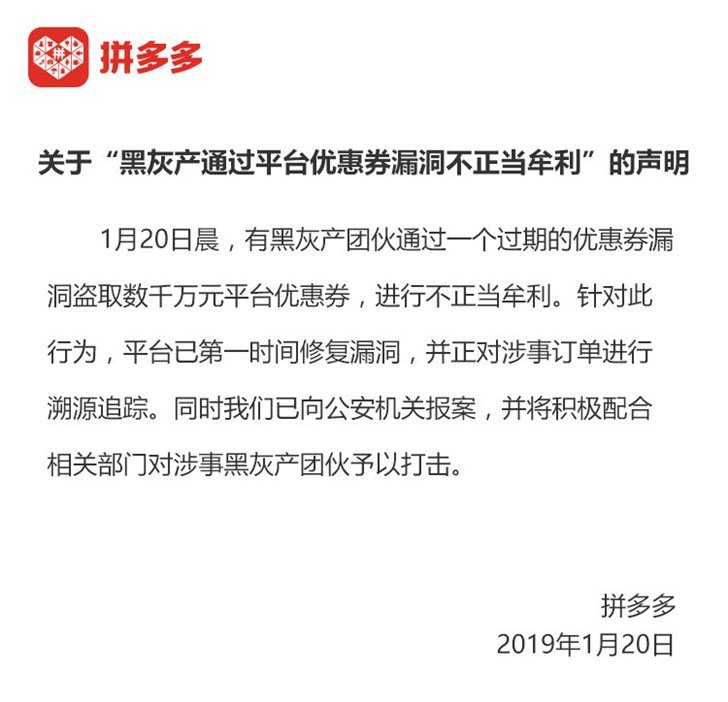 拼
拼多多
关于“黑灰产通过平台优惠券漏洞不正当牟利”的声明
1月20日晨，有黑灰产团伙通过一个过期的优惠券漏
洞盗取数千万元平台优惠券，进行不正当牟利。针对此
行为，平台已第一时间修复漏洞，并正对涉事订单进行
溯源追踪。同时我们已向公安机关报案，并将积极配合
相关部门对涉事黑灰产团伙予以打击。
拼多多
2019年1月20日